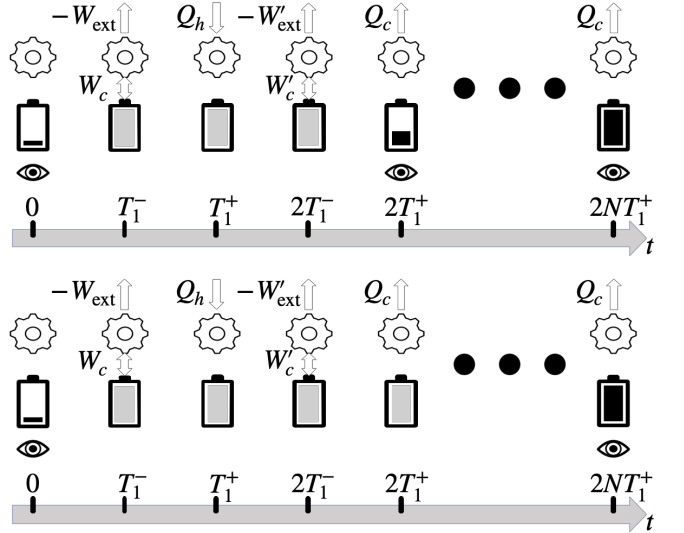 −W_ext Q_h −W′_ext Q_c Q_c
W_c W′_c
0 T_1^− T_1^+ 2T_1^− 2T_1^+ 2NT_1^+
t
−W_ext Q_h −W′_ext Q_c Q_c
W_c W′_c
0 T_1^− T_1^+ 2T_1^− 2T_1^+ 2NT_1^+
t